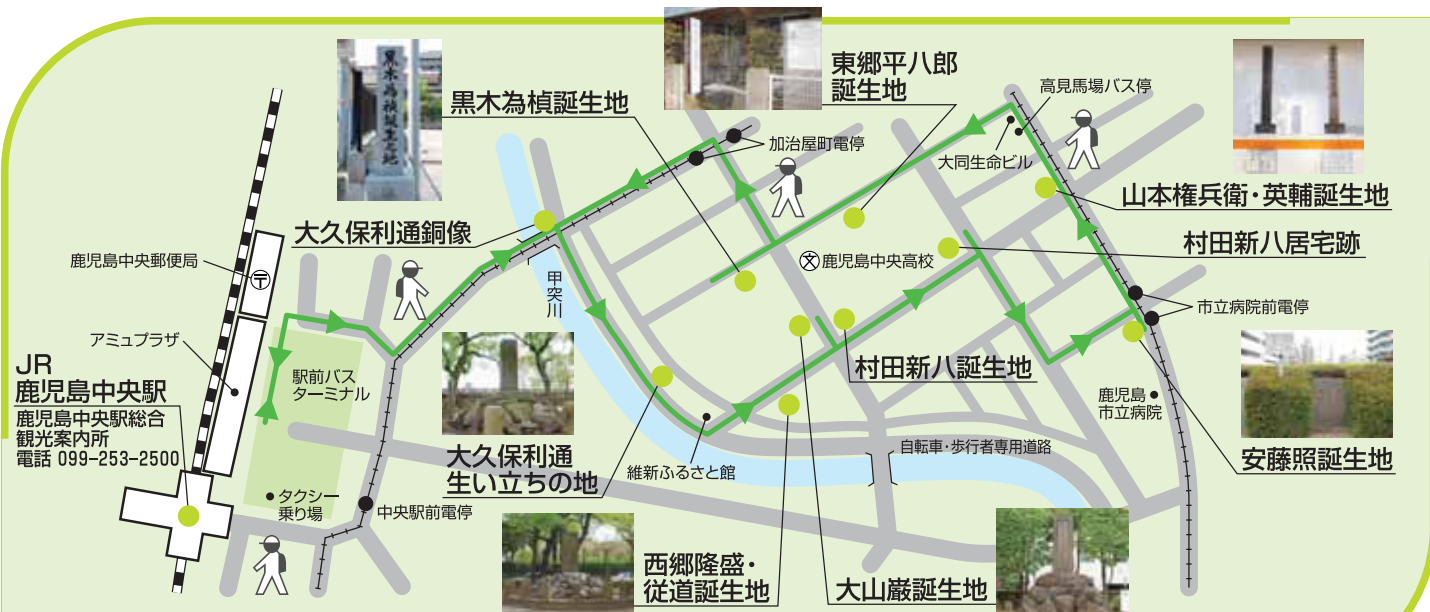 黒木為楨誕生之地
黒木為楨誕生地
東郷平八郎
誕生地
高見馬場バス停
加治屋町電停
大同生命ビル
山本権兵衛・英輔誕生地
大久保利通銅像
村田新八居宅跡
鹿児島中央郵便局
〒
甲突川
文
鹿児島中央高校
市立病院前電停
アミュプラザ
JR
鹿児島中央駅
鹿児島中央駅総合
観光案内所
電話 099-253-2500
駅前バス
ターミナル
村田新八誕生地
鹿児島
市立病院
大久保利通
生い立ちの地
維新ふるさと館
自転車・歩行者専用道路
安藤照誕生地
タクシー
乗り場
中央駅前電停
西郷隆盛・
従道誕生地
大山巌誕生地